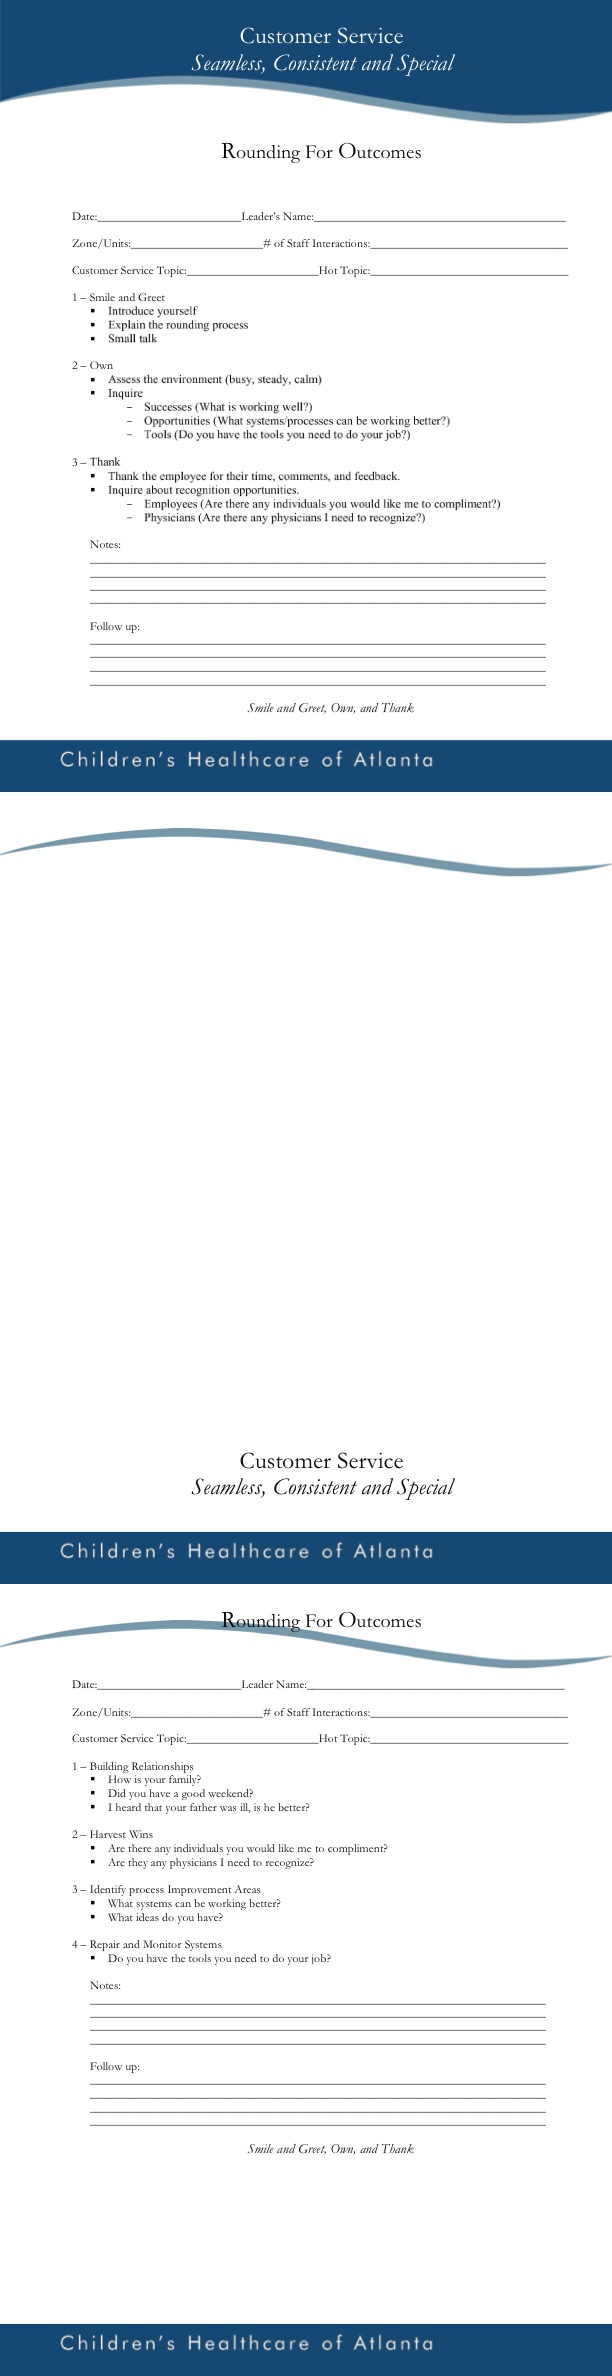 Customer Service
Seamless, Consistent and Special
Rounding For Outcomes
Date:________________________Leader's Name:__________________________________________
Zone/Units:______________________# of Staff Interactions:_________________________________
Customer Service Topic:______________________Hot Topic:_________________________________
1 – Smile and Greet
▪ Introduce yourself
▪ Explain the rounding process
▪ Small talk
2 – Own
▪ Assess the environment (busy, steady, calm)
▪ Inquire
– Successes (What is working well?)
– Opportunities (What systems/processes can be working better?)
– Tools (Do you have the tools you need to do your job?)
3 – Thank
▪ Thank the employee for their time, comments, and feedback.
▪ Inquire about recognition opportunities.
– Employees (Are there any individuals you would like me to compliment?)
– Physicians (Are there any physicians I need to recognize?)
Notes:
Follow up:
Smile and Greet, Own, and Thank
Children's Healthcare of Atlanta
Customer Service
Seamless, Consistent and Special
Children's Healthcare of Atlanta
Rounding For Outcomes
Date:________________________Leader Name:___________________________________________
Zone/Units:______________________# of Staff Interactions:_________________________________
Customer Service Topic:______________________Hot Topic:_________________________________
1 – Building Relationships
▪ How is your family?
▪ Did you have a good weekend?
▪ I heard that your father was ill, is he better?
2 – Harvest Wins
▪ Are there any individuals you would like me to compliment?
▪ Are they any physicians I need to recognize?
3 – Identify process Improvement Areas
▪ What systems can be working better?
▪ What ideas do you have?
4 – Repair and Monitor Systems
▪ Do you have the tools you need to do your job?
Notes:
Follow up:
Smile and Greet, Own, and Thank
Children's Healthcare of Atlanta